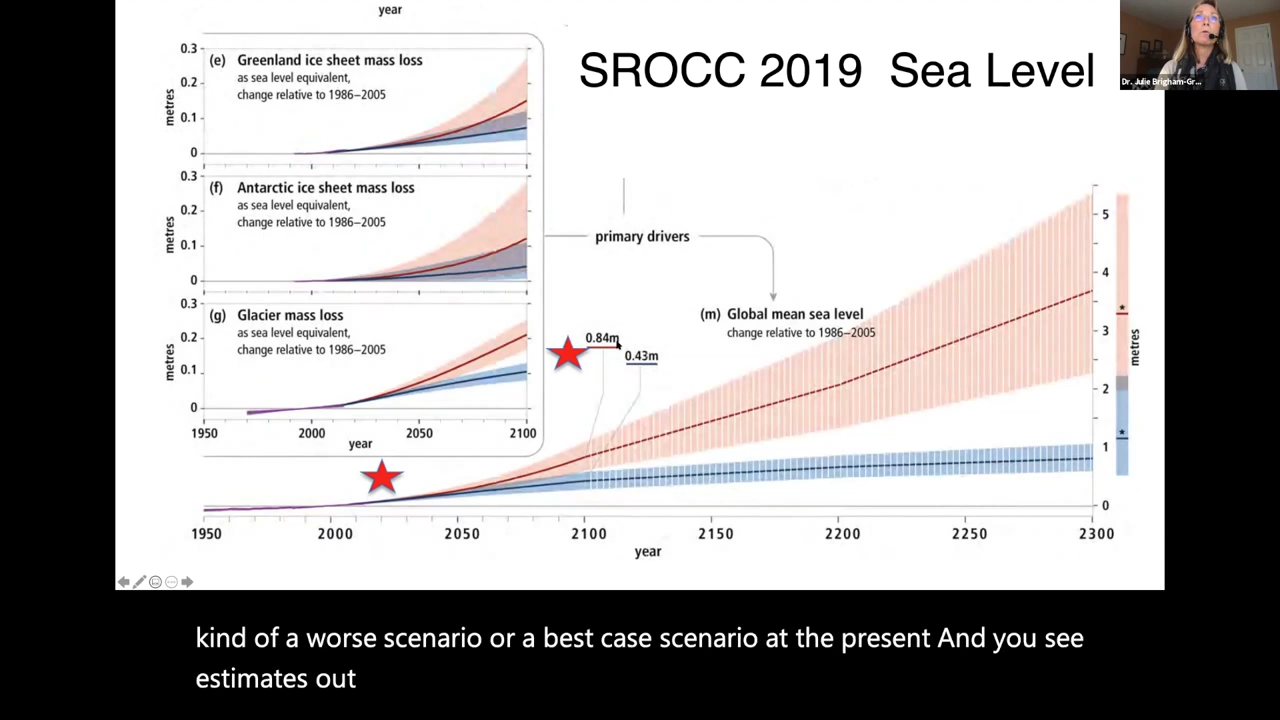 year
SROCC 2019 Sea Level
Dr. Julie Brigham-Gr...
(e) Greenland ice sheet mass loss
as sea level equivalent,
change relative to 1986–2005
metres
0.3
0.2
0.1
0
(f) Antarctic ice sheet mass loss
as sea level equivalent,
change relative to 1986–2005
metres
0.3
0.2
0.1
0
(g) Glacier mass loss
as sea level equivalent,
change relative to 1986–2005
metres
0.3
0.2
0.1
0
1950 2000 2050 2100
year
primary drivers
(m) Global mean sea level
change relative to 1986–2005
0.84m
0.43m
5
4
3
2
1
0
metres
*
*
1950 2000 2050 2100 2150 2200 2250 2300
year
kind of a worse scenario or a best case scenario at the present And you see
estimates out